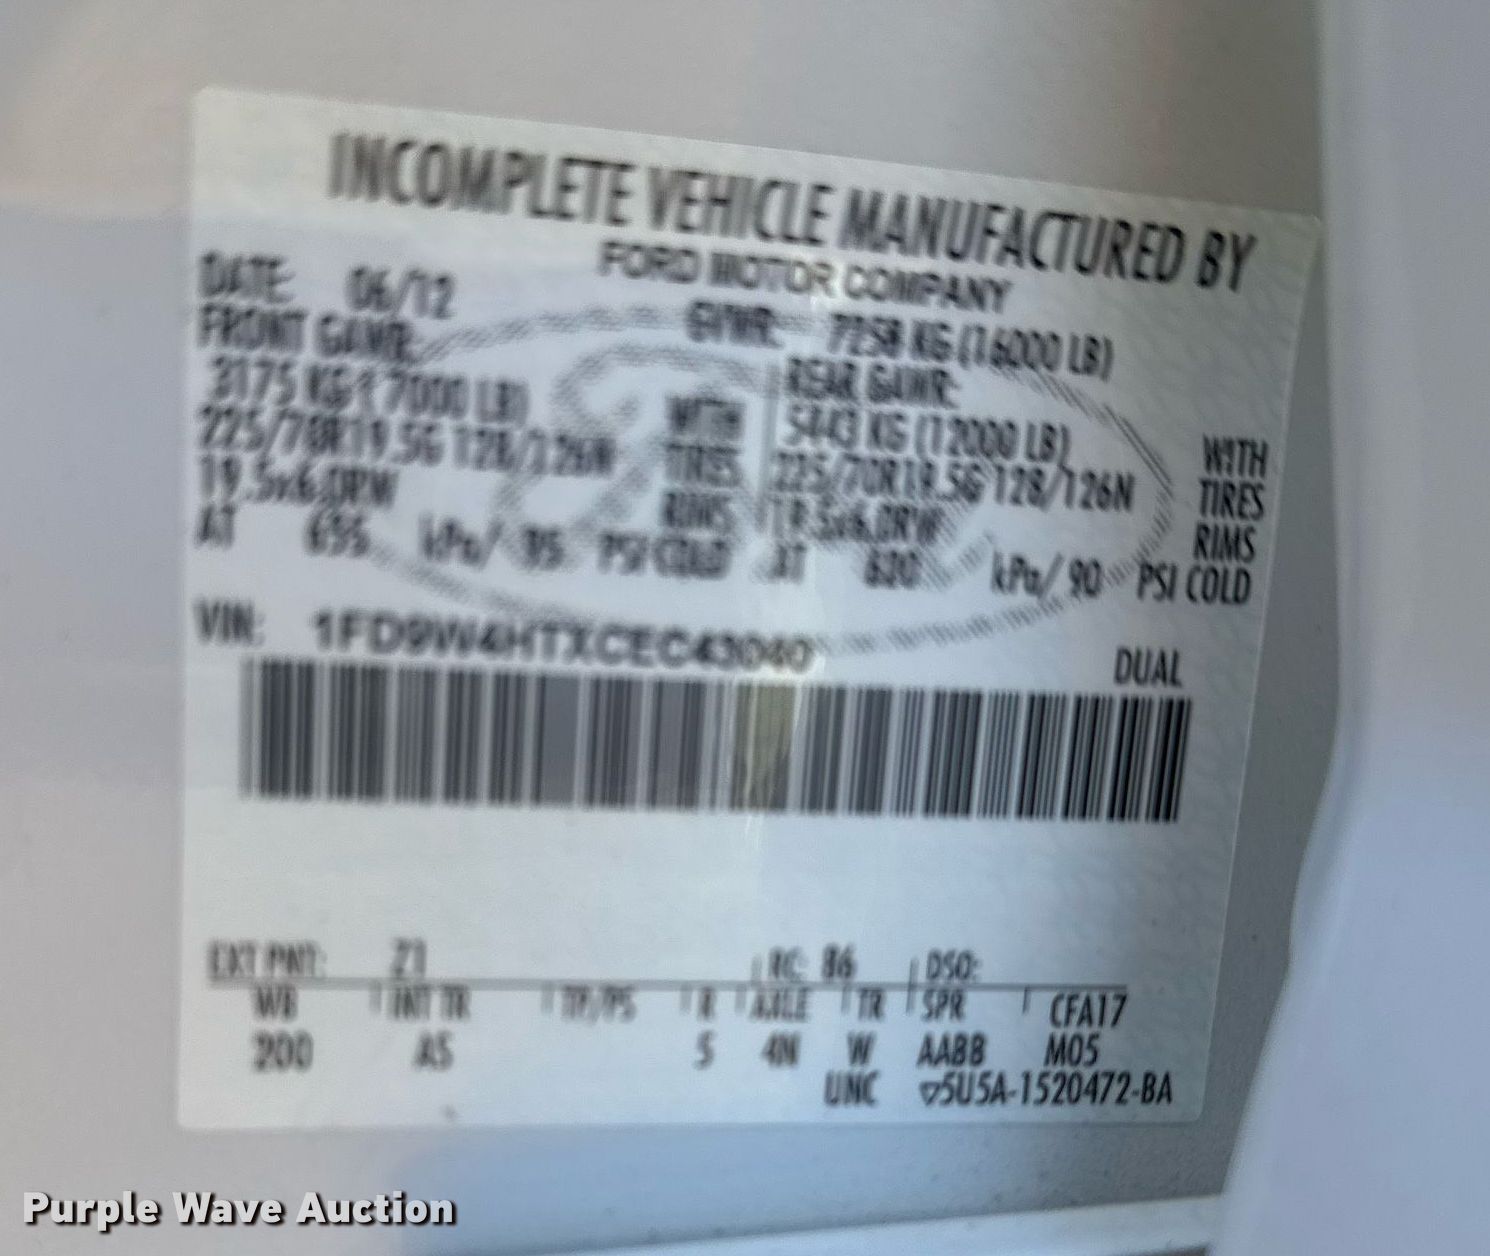 INCOMPLETE VEHICLE MANUFACTURED BY
FORD MOTOR COMPANY
DATE: 06/12 GVWR: 7258 KG (16000 LB)
FRONT GAWR: REAR GAWR:
3175 KG ( 7000 LB) WITH 5443 KG (12000 LB) WITH
225/70R19.5G 128/126N TIRES 225/70R19.5G 128/126N TIRES
19.5x6.0RW RIMS 19.5x6.0RW RIMS
AT 655 kPa/ 95 PSI COLD AT 620 kPa/ 90 PSI COLD
VIN: 1FD9W4HTXCEC43040 DUAL
EXT PNT: Z1 RC: 86 DSO:
WB INT TR TP/PS R AXLE TR SPR CFA17
200 AS 5 4N W AABB M05
UNC 5U5A-1520472-BA
Purple Wave Auction